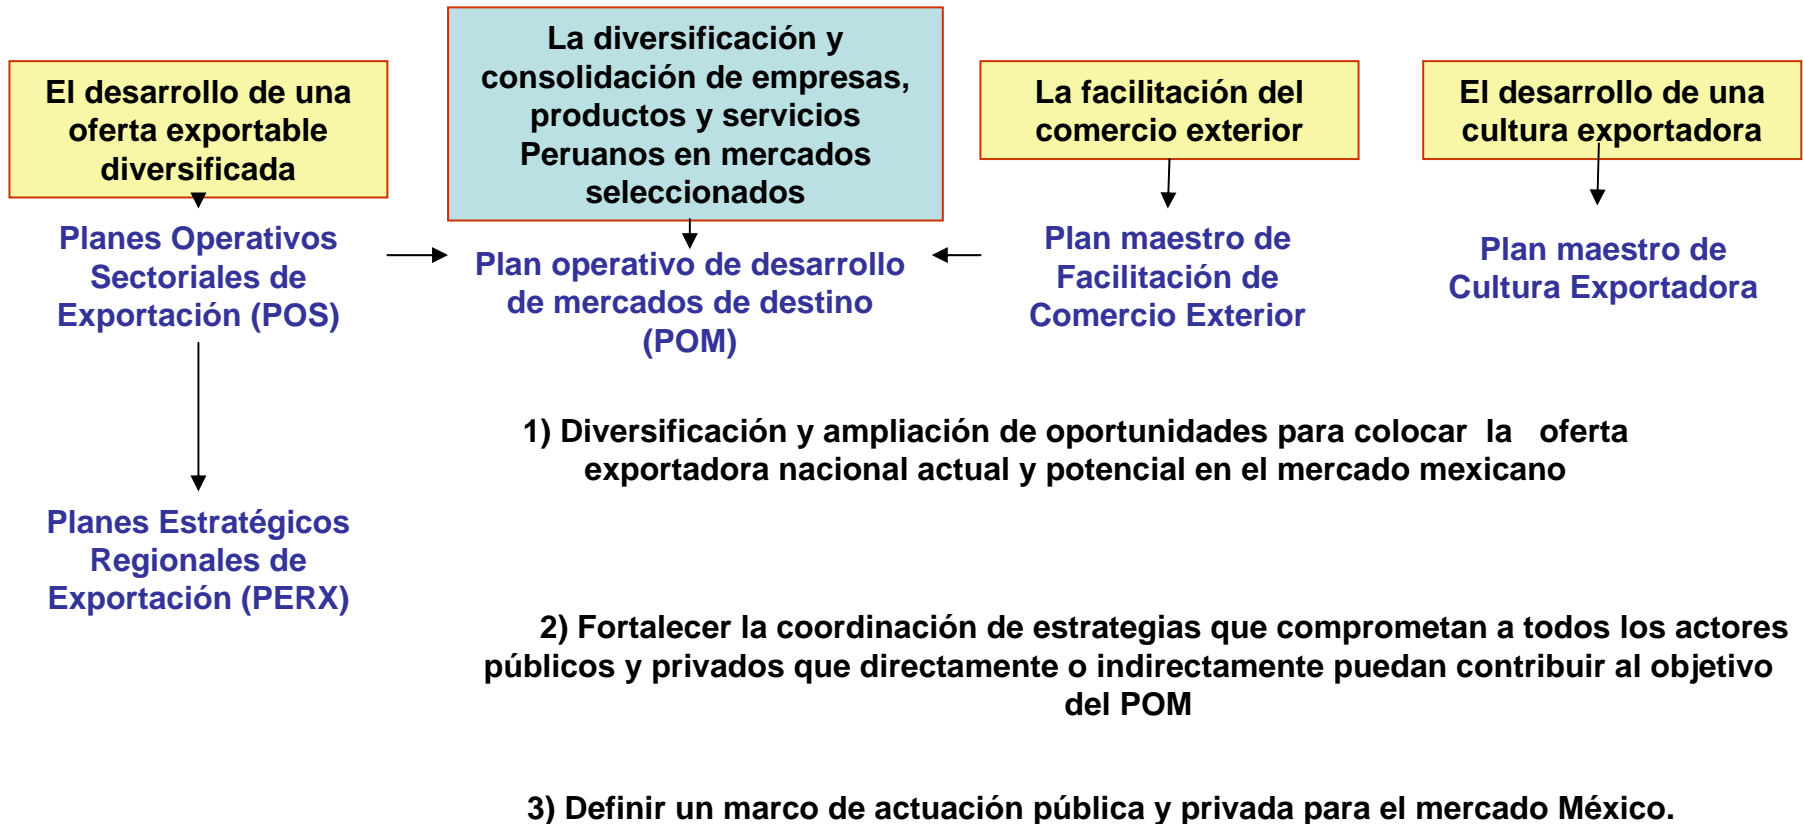 El desarrollo de una
oferta exportable
diversificada
La diversificación y
consolidación de empresas,
productos y servicios
Peruanos en mercados
seleccionados
La facilitación del
comercio exterior
El desarrollo de una
cultura exportadora
Planes Operativos
Sectoriales de
Exportación (POS)
Plan operativo de desarrollo
de mercados de destino
(POM)
Plan maestro de
Facilitación de
Comercio Exterior
Plan maestro de
Cultura Exportadora
Planes Estratégicos
Regionales de
Exportación (PERX)
1) Diversificación y ampliación de oportunidades para colocar la oferta
exportadora nacional actual y potencial en el mercado mexicano
2) Fortalecer la coordinación de estrategias que comprometan a todos los actores
públicos y privados que directamente o indirectamente puedan contribuir al objetivo
del POM
3) Definir un marco de actuación pública y privada para el mercado México.